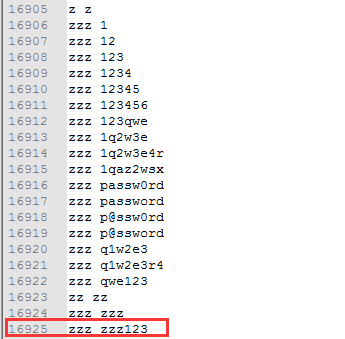 16905 z z
16906 zzz 1
16907 zzz 12
16908 zzz 123
16909 zzz 1234
16910 zzz 12345
16911 zzz 123456
16912 zzz 123qwe
16913 zzz 1q2w3e
16914 zzz 1q2w3e4r
16915 zzz 1qaz2wsx
16916 zzz passw0rd
16917 zzz password
16918 zzz p@ssw0rd
16919 zzz p@ssword
16920 zzz q1w2e3
16921 zzz q1w2e3r4
16922 zzz qwe123
16923 zz zz
16924 zzz zzz
16925 zzz zzz123